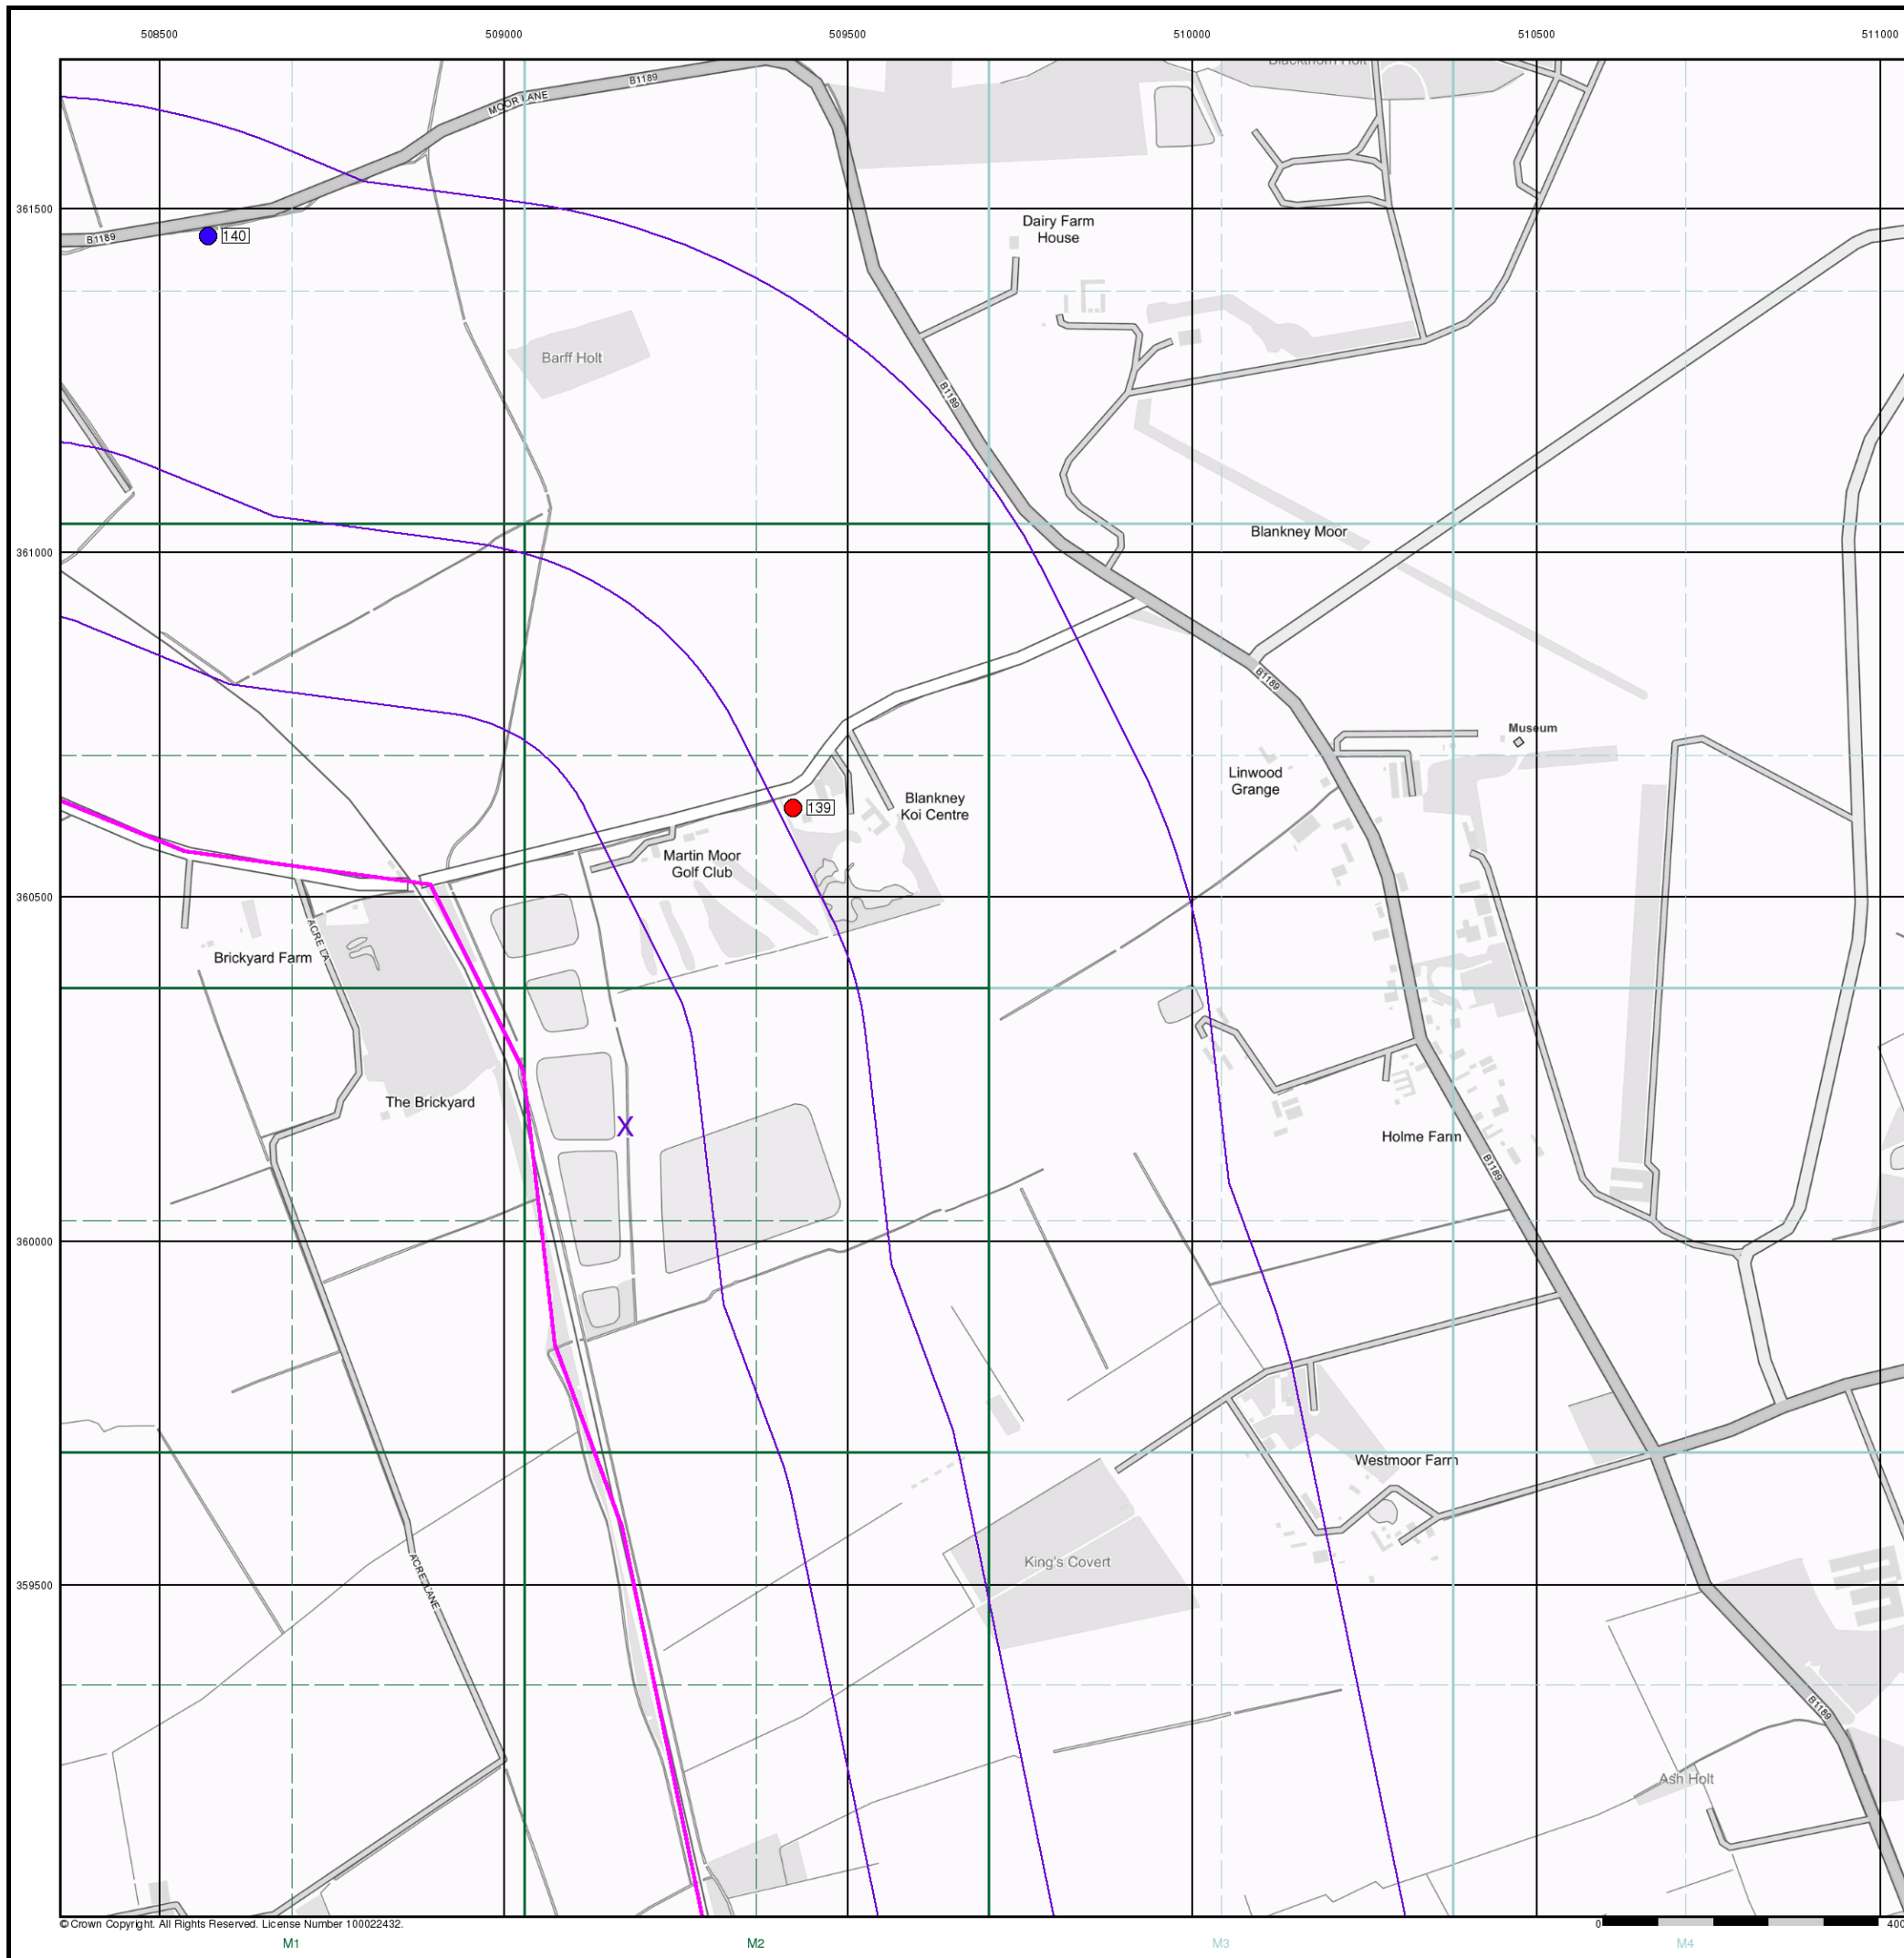 508500 509000 509500 510000 510500 511000
B1189
MOOR LANE
361500
Dairy Farm
House
140
B1189
Barff Holt
B1189
361000
Blankney Moor
B1189
Museum
Linwood
Grange
139
Blankney
Koi Centre
Martin Moor
Golf Club
360500
ACRE LA
Brickyard Farm
The Brickyard
X
Holme Farm
B1189
360000
Westmoor Farm
King's Covert
359500
ACRE LANE
B1189
Ash Holt
© Crown Copyright. All Rights Reserved. License Number 100022432.
0 400
M1 M2 M3 M4